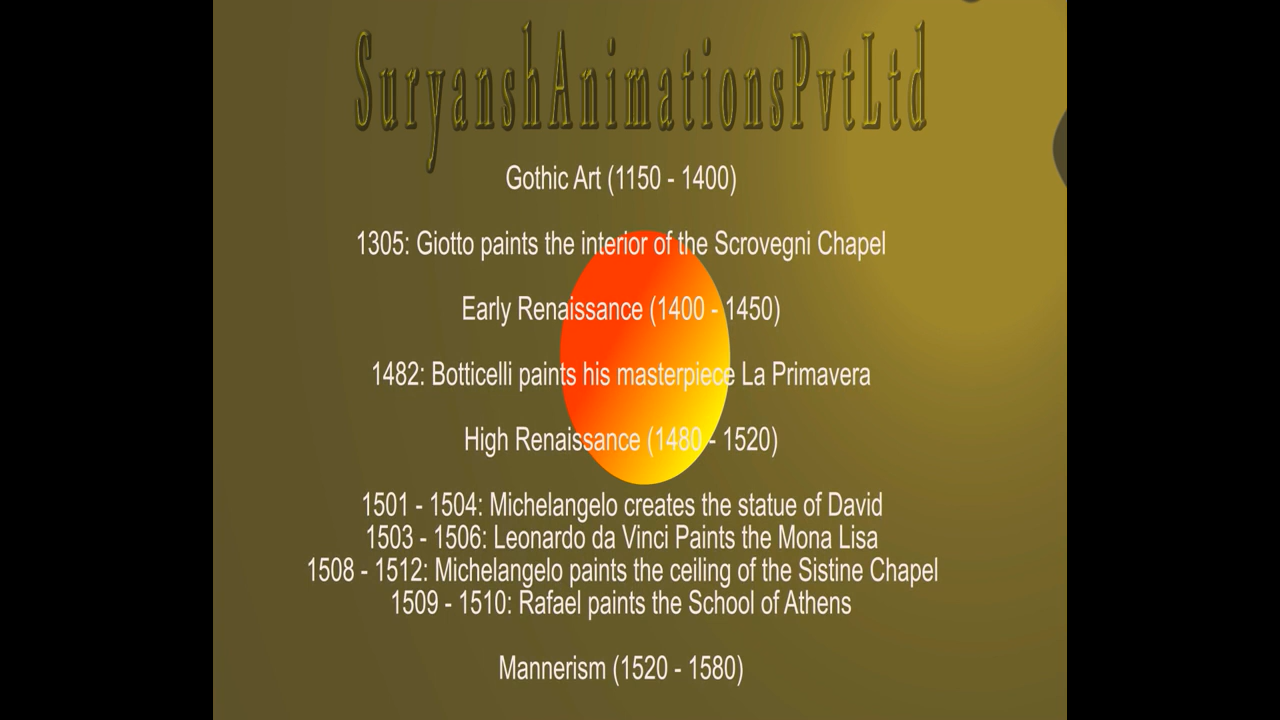 SuryanshAnimationsPvtLtd
Gothic Art (1150 - 1400)
1305: Giotto paints the interior of the Scrovegni Chapel
Early Renaissance (1400 - 1450)
1482: Botticelli paints his masterpiece La Primavera
High Renaissance (1480 - 1520)
1501 - 1504: Michelangelo creates the statue of David
1503 - 1506: Leonardo da Vinci Paints the Mona Lisa
1508 - 1512: Michelangelo paints the ceiling of the Sistine Chapel
1509 - 1510: Rafael paints the School of Athens
Mannerism (1520 - 1580)